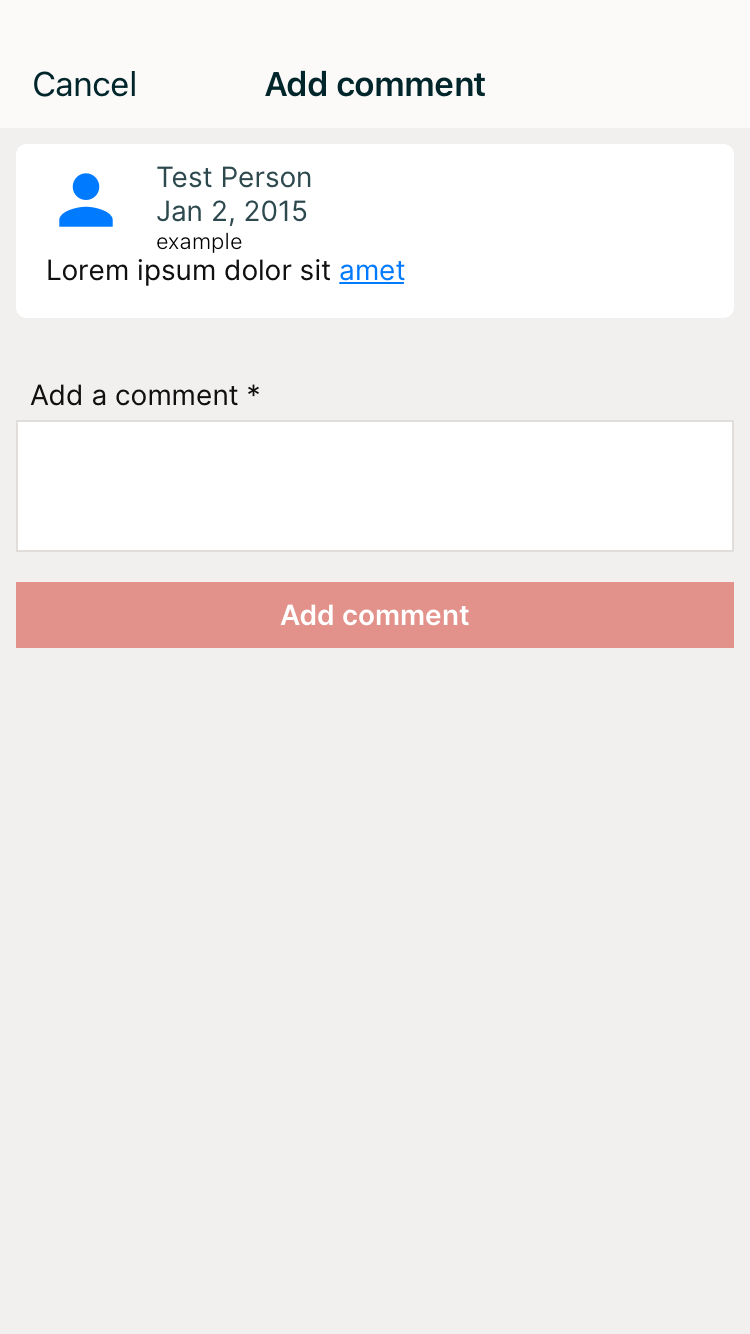 Cancel
Add comment
Test Person
Jan 2, 2015
example
Lorem ipsum dolor sit amet
Add a comment *
Add comment